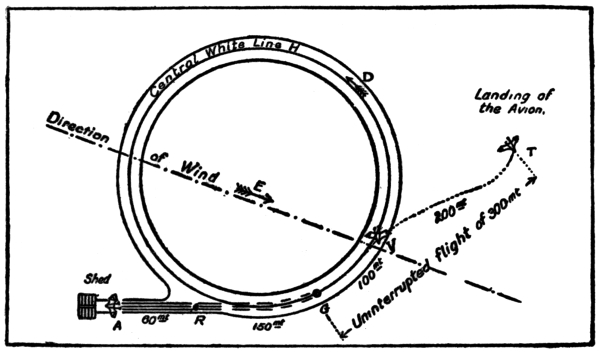 Central White Line H
D
Landing of
the Avion.
Direction
of Wind
E
T
200 mt
V
100 mt
Uninterrupted flight of 300 mt
Shed
A
60 mt
R
150 mt
G